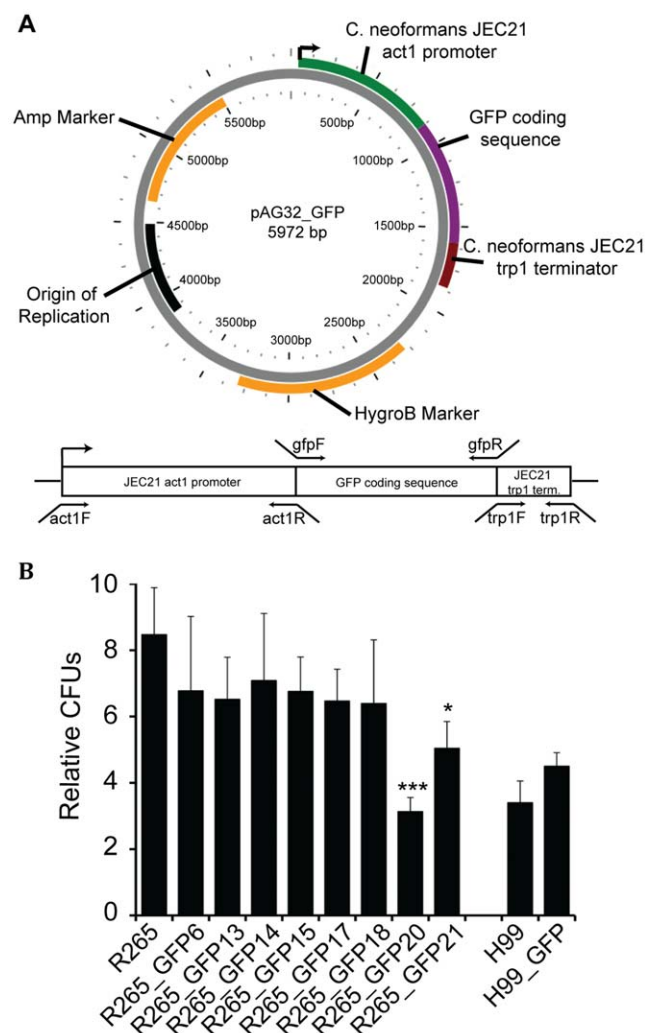 A
C. neoformans JEC21
act1 promoter
Amp Marker
GFP coding
sequence
5500bp
500bp
5000bp
1000bp
pAG32_GFP
5972 bp
4500bp
1500bp
C. neoformans JEC21
trp1 terminator
4000bp
2000bp
Origin of
Replication
3500bp
3000bp
2500bp
HygroB Marker
gfpF
gfpR
JEC21 act1 promoter
GFP coding sequence
JEC21
trp1 term.
act1F
act1R
trp1F
trp1R
B
Relative CFUs
10
8
6
4
2
0
***
*
R265
R265_GFP6
R265_GFP13
R265_GFP14
R265_GFP15
R265_GFP17
R265_GFP18
R265_GFP20
R265_GFP21
H99
H99_GFP